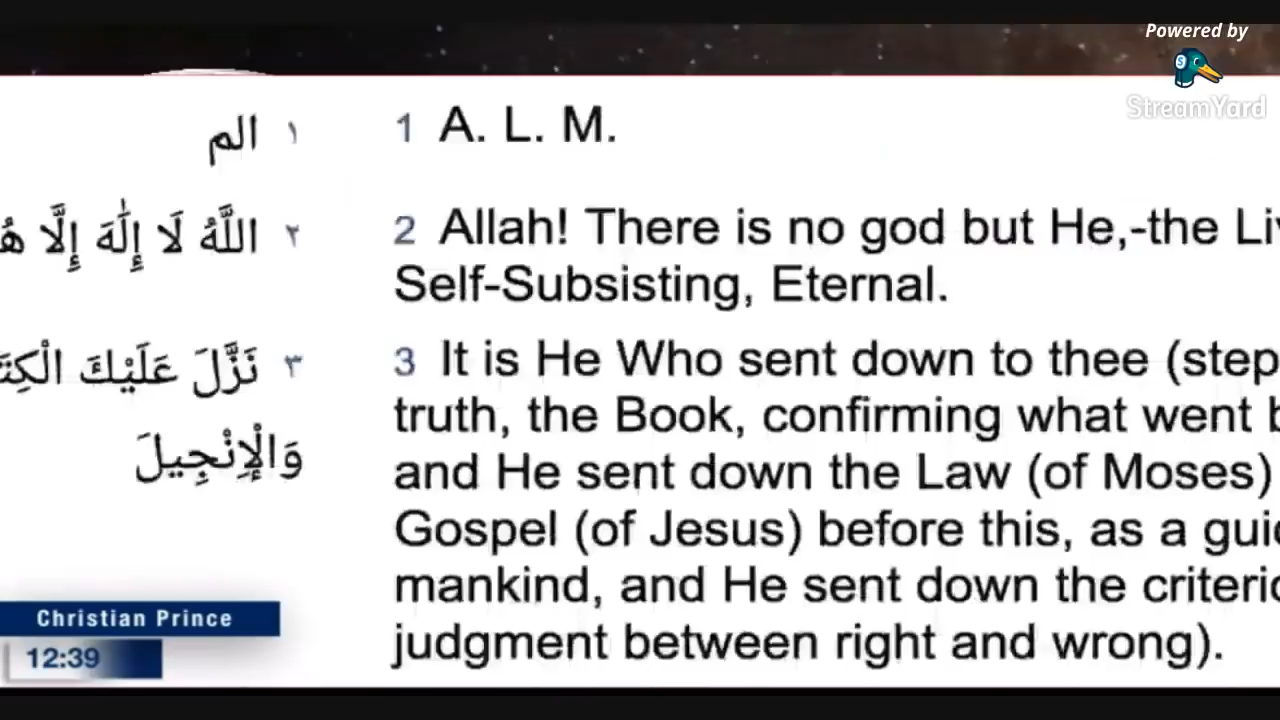 Powered by
StreamYard
١ الم
1 A. L. M.
٢ اللَّهُ لَا إِلَٰهَ إِلَّا
2 Allah! There is no god but He,-the
Self-Subsisting, Eternal.
٣ نَزَّلَ عَلَيْكَ
3 It is He Who sent down to thee (step
truth, the Book, confirming what went
and He sent down the Law (of Moses)
وَالْإِنْجِيلَ
Gospel (of Jesus) before this, as a
mankind, and He sent down the
judgment between right and wrong).
Christian Prince
12:39